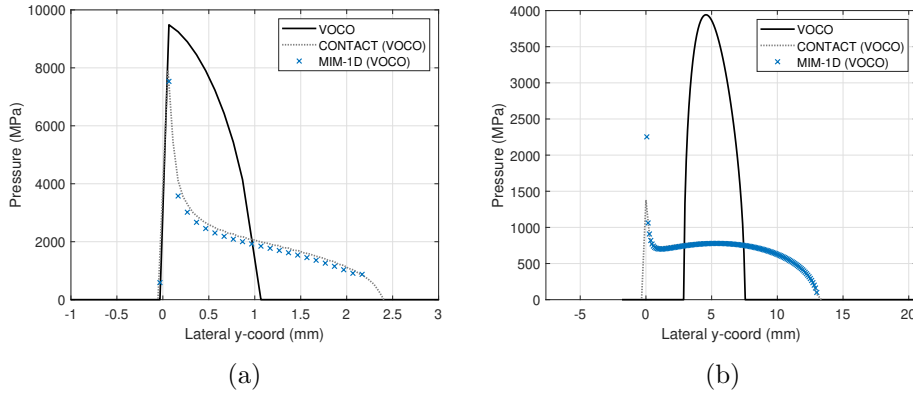 10000
8000
6000
4000
2000
0
Pressure (MPa)
-1 -0.5 0 0.5 1 1.5 2 2.5 3
Lateral y-coord (mm)
VOCO
CONTACT (VOCO)
MIM-1D (VOCO)
(a)
4000
3500
3000
2500
2000
1500
1000
500
0
Pressure (MPa)
-5 0 5 10 15 20
Lateral y-coord (mm)
VOCO
CONTACT (VOCO)
MIM-1D (VOCO)
(b)